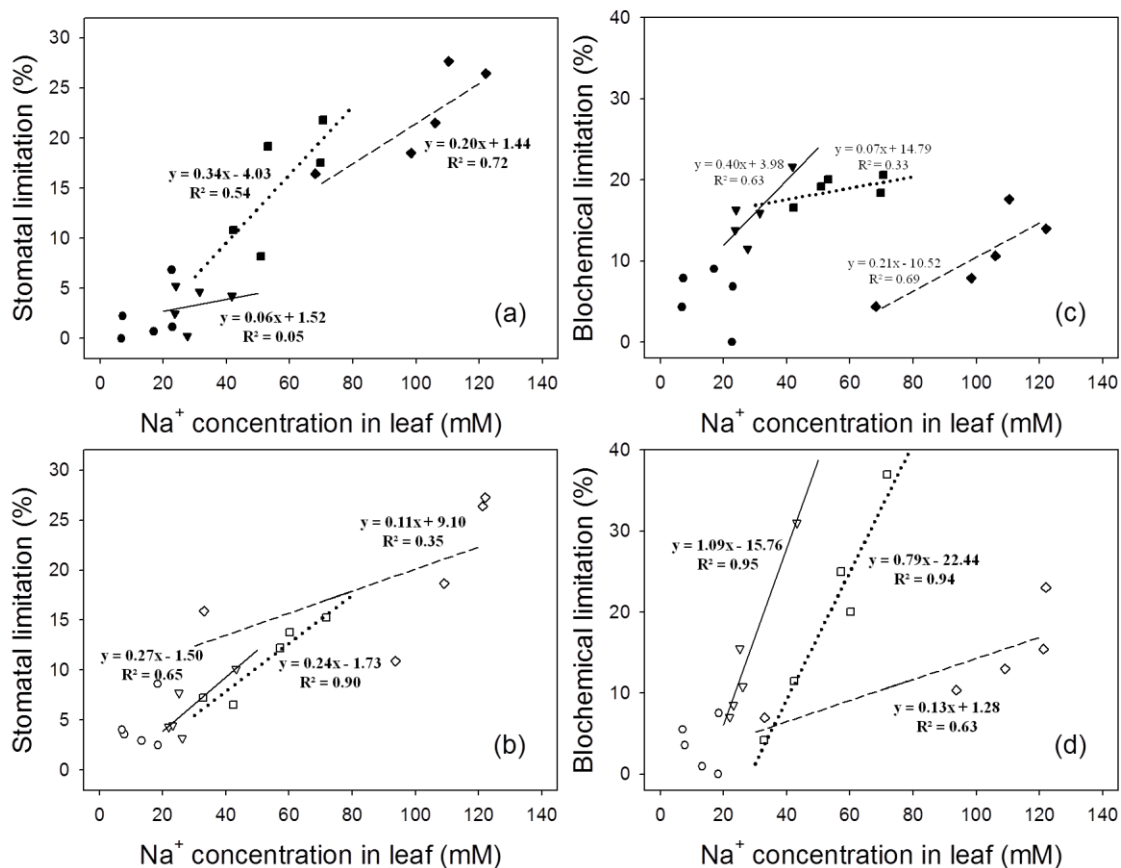 Stomatal limitation (%)
30
25
20
15
10
5
0
y = 0.34x - 4.03
R² = 0.54
y = 0.20x + 1.44
R² = 0.72
y = 0.06x + 1.52
R² = 0.05
(a)
0 20 40 60 80 100 120 140
Na⁺ concentration in leaf (mM)
Biochemical limitation (%)
40
30
20
10
0
y = 0.40x + 3.98
R² = 0.63
y = 0.07x + 14.79
R² = 0.33
y = 0.21x - 10.52
R² = 0.69
(c)
0 20 40 60 80 100 120 140
Na⁺ concentration in leaf (mM)
Stomatal limitation (%)
30
25
20
15
10
5
0
y = 0.11x + 9.10
R² = 0.35
y = 0.27x - 1.50
R² = 0.65
y = 0.24x - 1.73
R² = 0.90
(b)
0 20 40 60 80 100 120 140
Na⁺ concentration in leaf (mM)
Biochemical limitation (%)
40
30
20
10
0
y = 1.09x - 15.76
R² = 0.95
y = 0.79x - 22.44
R² = 0.94
y = 0.13x + 1.28
R² = 0.63
(d)
0 20 40 60 80 100 120 140
Na⁺ concentration in leaf (mM)